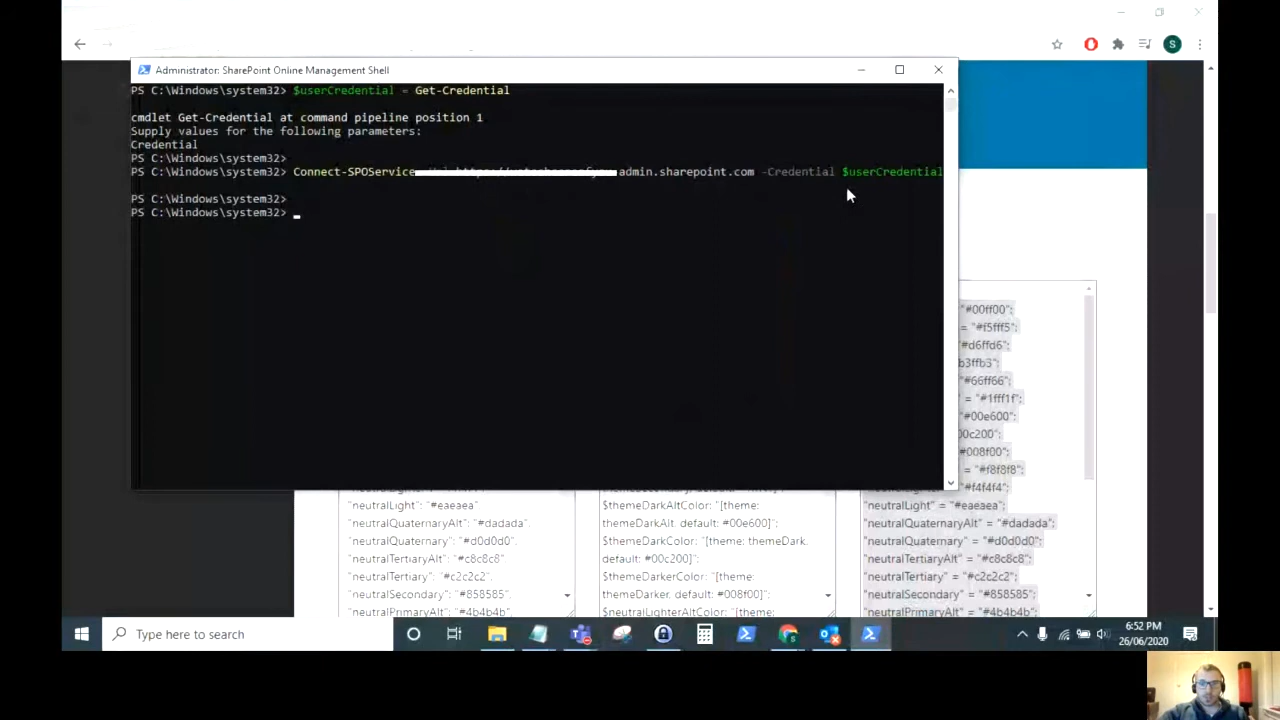 Administrator: SharePoint Online Management Shell
PS C:\Windows\system32> $userCredential = Get-Credential
cmdlet Get-Credential at command pipeline position 1
Supply values for the following parameters:
Credential
PS C:\Windows\system32>
PS C:\Windows\system32> Connect-SPOService admin.sharepoint.com -Credential $userCredential
PS C:\Windows\system32>
PS C:\Windows\system32>
S
"#00ff00";
= "#f5fff5";
"#d6ffd6";
b3ffb3";
"#66ff66";
= "#1fff1f";
"#00e600";
00c200";
"#008f00";
= "#f8f8f8";
"#f4f4f4";
"neutralLight": "#eaeaea"
"neutralQuaternaryAlt": "#dadada",
"neutralQuaternary": "#d0d0d0",
"neutralTertiaryAlt": "#c8c8c8"
"neutralTertiary": "#c2c2c2",
"neutralSecondary": "#858585",
"neutralPrimaryAlt": "#4b4b4b",
$themeDarkAltColor: "[theme:
themeDarkAlt, default: #00e600]";
$themeDarkColor: "[theme: themeDark,
default: #00c200]";
$themeDarkerColor: "[theme:
themeDarker, default: #008f00]";
$neutralLighterAltColor: "[theme:
"neutralLight" = "#eaeaea";
"neutralQuaternaryAlt" = "#dadada";
"neutralQuaternary" = "#d0d0d0";
"neutralTertiaryAlt" = "#c8c8c8";
"neutralTertiary" = "#c2c2c2";
"neutralSecondary" = "#858585";
"neutralPrimaryAlt" = "#4b4b4b";
Type here to search
6:52 PM
26/06/2020